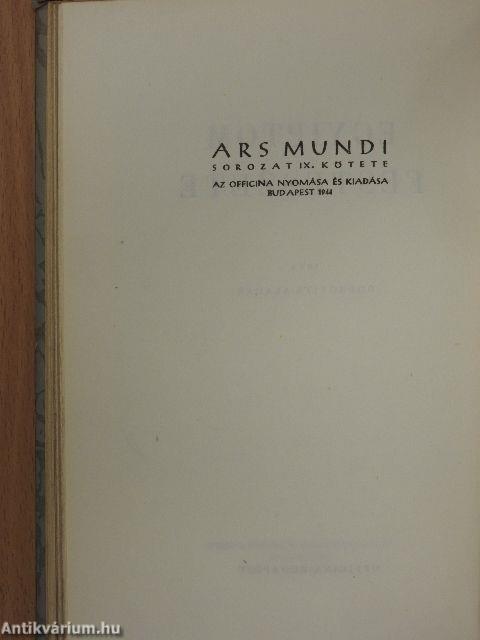 ARS MUNDI
SOROZAT IX. KÖTETE
AZ OFFICINA NYOMÁSA ÉS KIADÁSA
BUDAPEST 1944
Antikvárium.hu